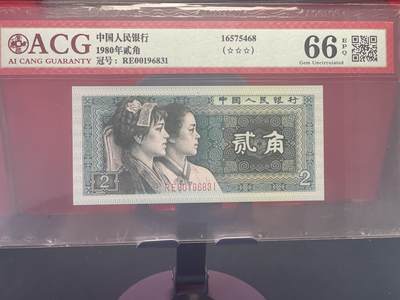 ACG
AI CANG GUARANTY
中国人民银行
1980年贰角
冠号: RE00196831
16575468
(☆☆☆)
66 EPQ
Gem Uncirculated
中国人民银行
贰角
RE00196831
2
2